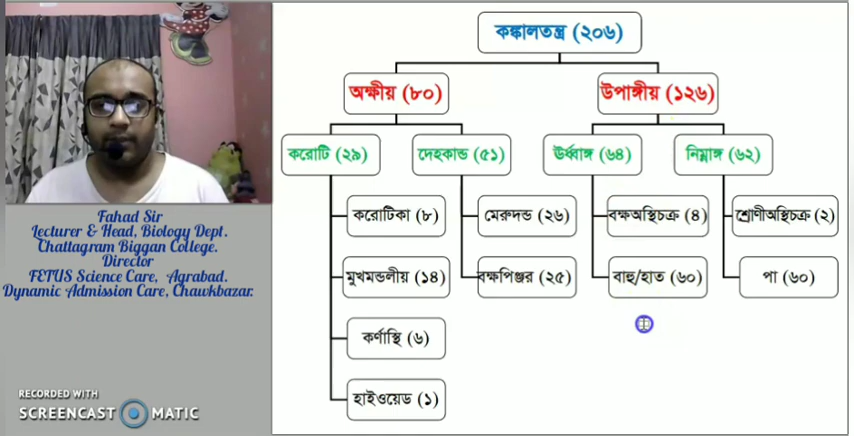 কঙ্কালতন্ত্র (২০৬)
অক্ষীয় (৮০)
উপাঙ্গীয় (১২৬)
করোটি (২৯)
দেহকান্ড (৫১)
উর্ধ্বাঙ্গ (৬৪)
নিম্নাঙ্গ (৬২)
করোটিকা (৮)
মেরুদন্ড (২৬)
বক্ষঅস্থিচক্র (৪)
শ্রোণীঅস্থিচক্র (২)
মুখমন্ডলীয় (১৪)
বক্ষপিঞ্জর (২৫)
বাহু/হাত (৬০)
পা (৬০)
কর্ণাস্থি (৬)
হাইওয়েড (১)
Fahad Sir
Lecturer & Head, Biology Dept.
Chattagram Biggan College.
Director
FETUS Science Care, Agrabad.
Dynamic Admission Care, Chawkbazar.
RECORDED WITH
SCREENCAST MATIC